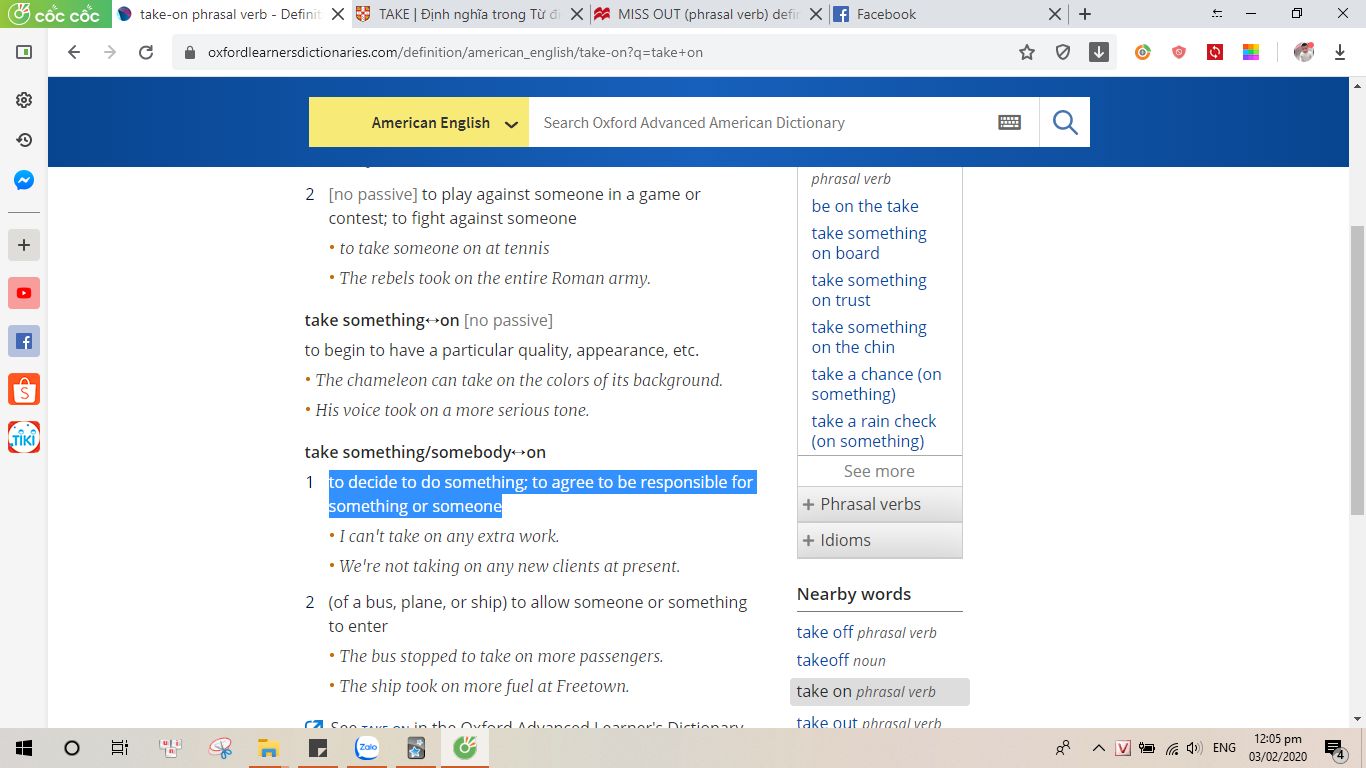 cốc cốc
take-on phrasal verb - Definit
TAKE | Định nghĩa trong Từ đi
MISS OUT (phrasal verb) defin
Facebook
oxfordlearnersdictionaries.com/definition/american_english/take-on?q=take+on
American English
Search Oxford Advanced American Dictionary
2 [no passive] to play against someone in a game or
contest; to fight against someone
• to take someone on at tennis
• The rebels took on the entire Roman army.
take something↔on [no passive]
to begin to have a particular quality, appearance, etc.
• The chameleon can take on the colors of its background.
• His voice took on a more serious tone.
take something/somebody↔on
1 to decide to do something; to agree to be responsible for
something or someone
• I can't take on any extra work.
• We're not taking on any new clients at present.
2 (of a bus, plane, or ship) to allow someone or something
to enter
• The bus stopped to take on more passengers.
• The ship took on more fuel at Freetown.
See TAKE ON in the Oxford Advanced Learner's Dictionary
phrasal verb
be on the take
take something
on board
take something
on trust
take something
on the chin
take a chance (on
something)
take a rain check
(on something)
See more
+ Phrasal verbs
+ Idioms
Nearby words
take off phrasal verb
takeoff noun
take on phrasal verb
take out phrasal verb
TIKI
Zalo
V
ENG
12:05 pm
03/02/2020
4